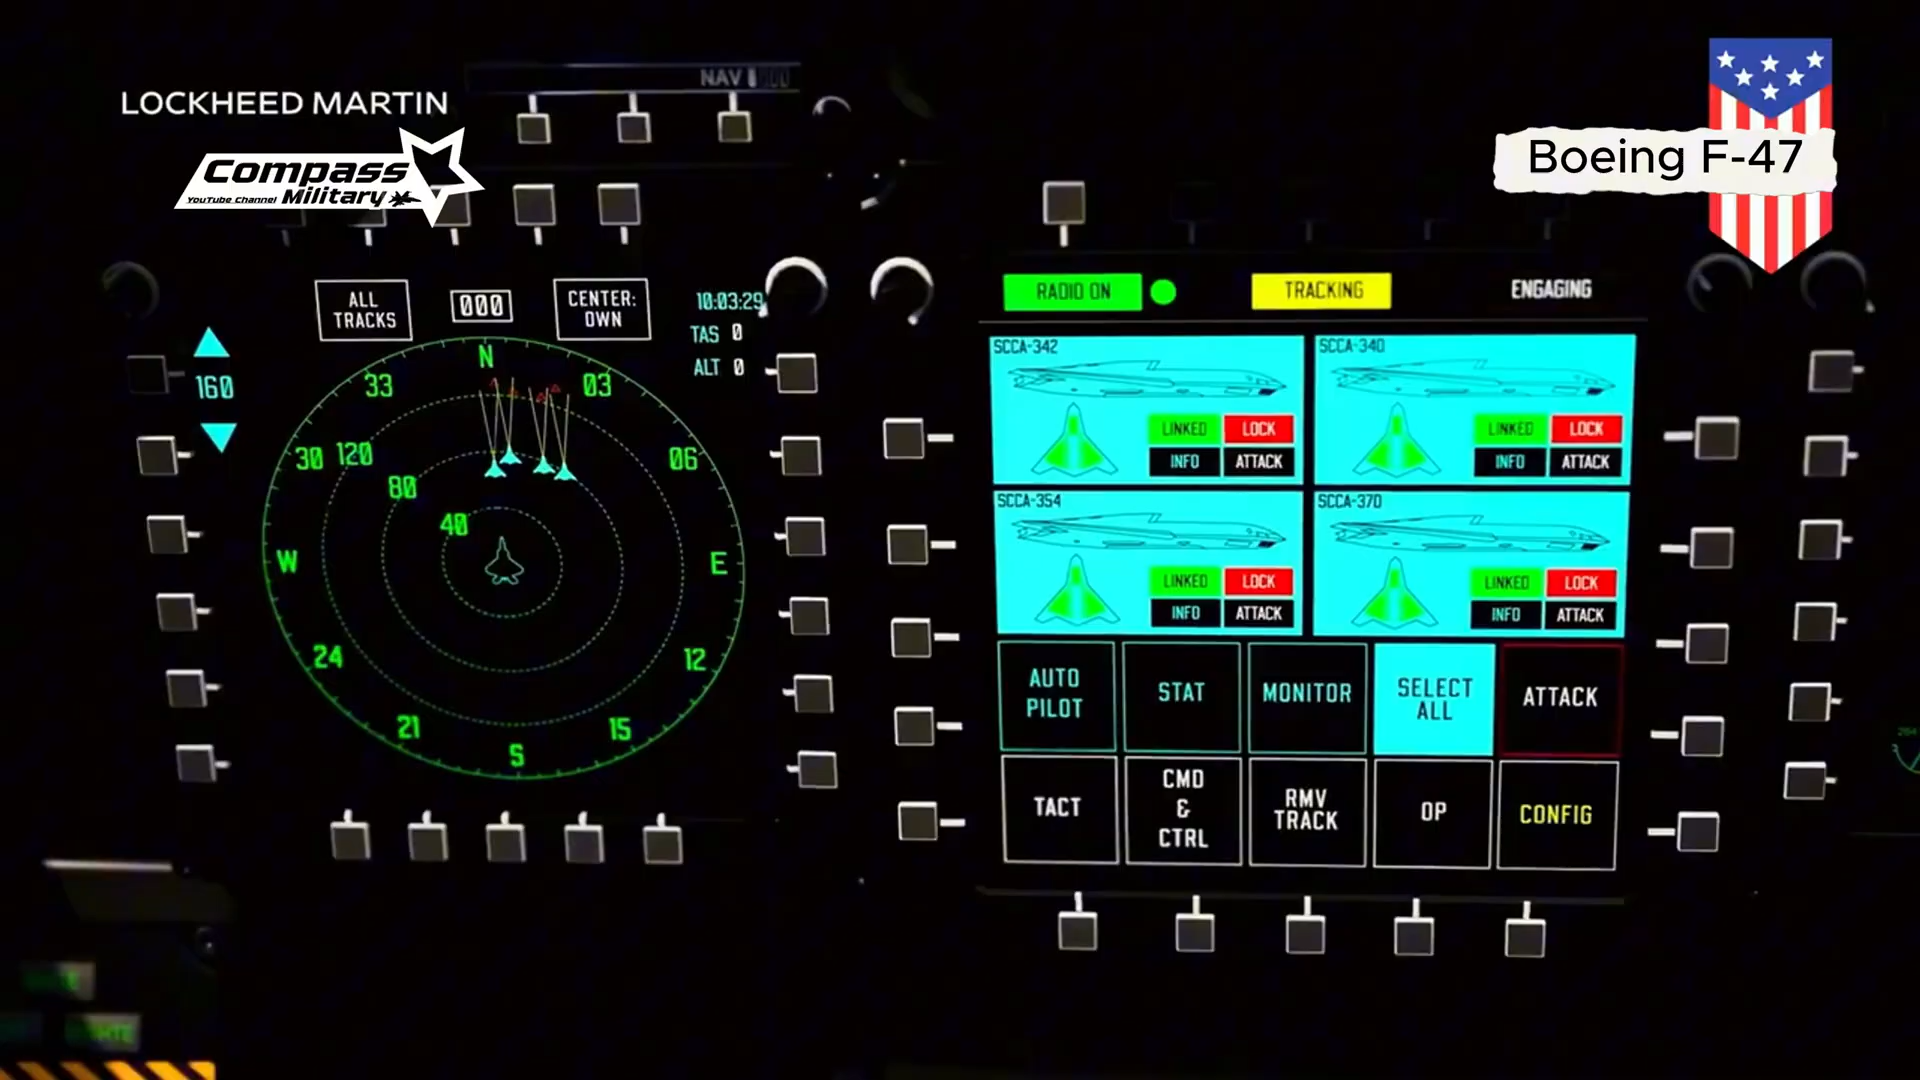 NAV
LOCKHEED MARTIN
Compass
YouTube Channel Military
Boeing F-47
ALL
TRACKS
000
CENTER:
OWN
10:03:29
TAS 0
ALT 0
160
N
33
03
30
120
06
80
40
W
E
24
12
21
15
S
RADIO ON
TRACKING
ENGAGING
SCCA-342
LINKED
LOCK
INFO
ATTACK
SCCA-340
LINKED
LOCK
INFO
ATTACK
SCCA-354
LINKED
LOCK
INFO
ATTACK
SCCA-370
LINKED
LOCK
INFO
ATTACK
AUTO
PILOT
STAT
MONITOR
SELECT
ALL
ATTACK
TACT
CMD
&
CTRL
RMV
TRACK
OP
CONFIG